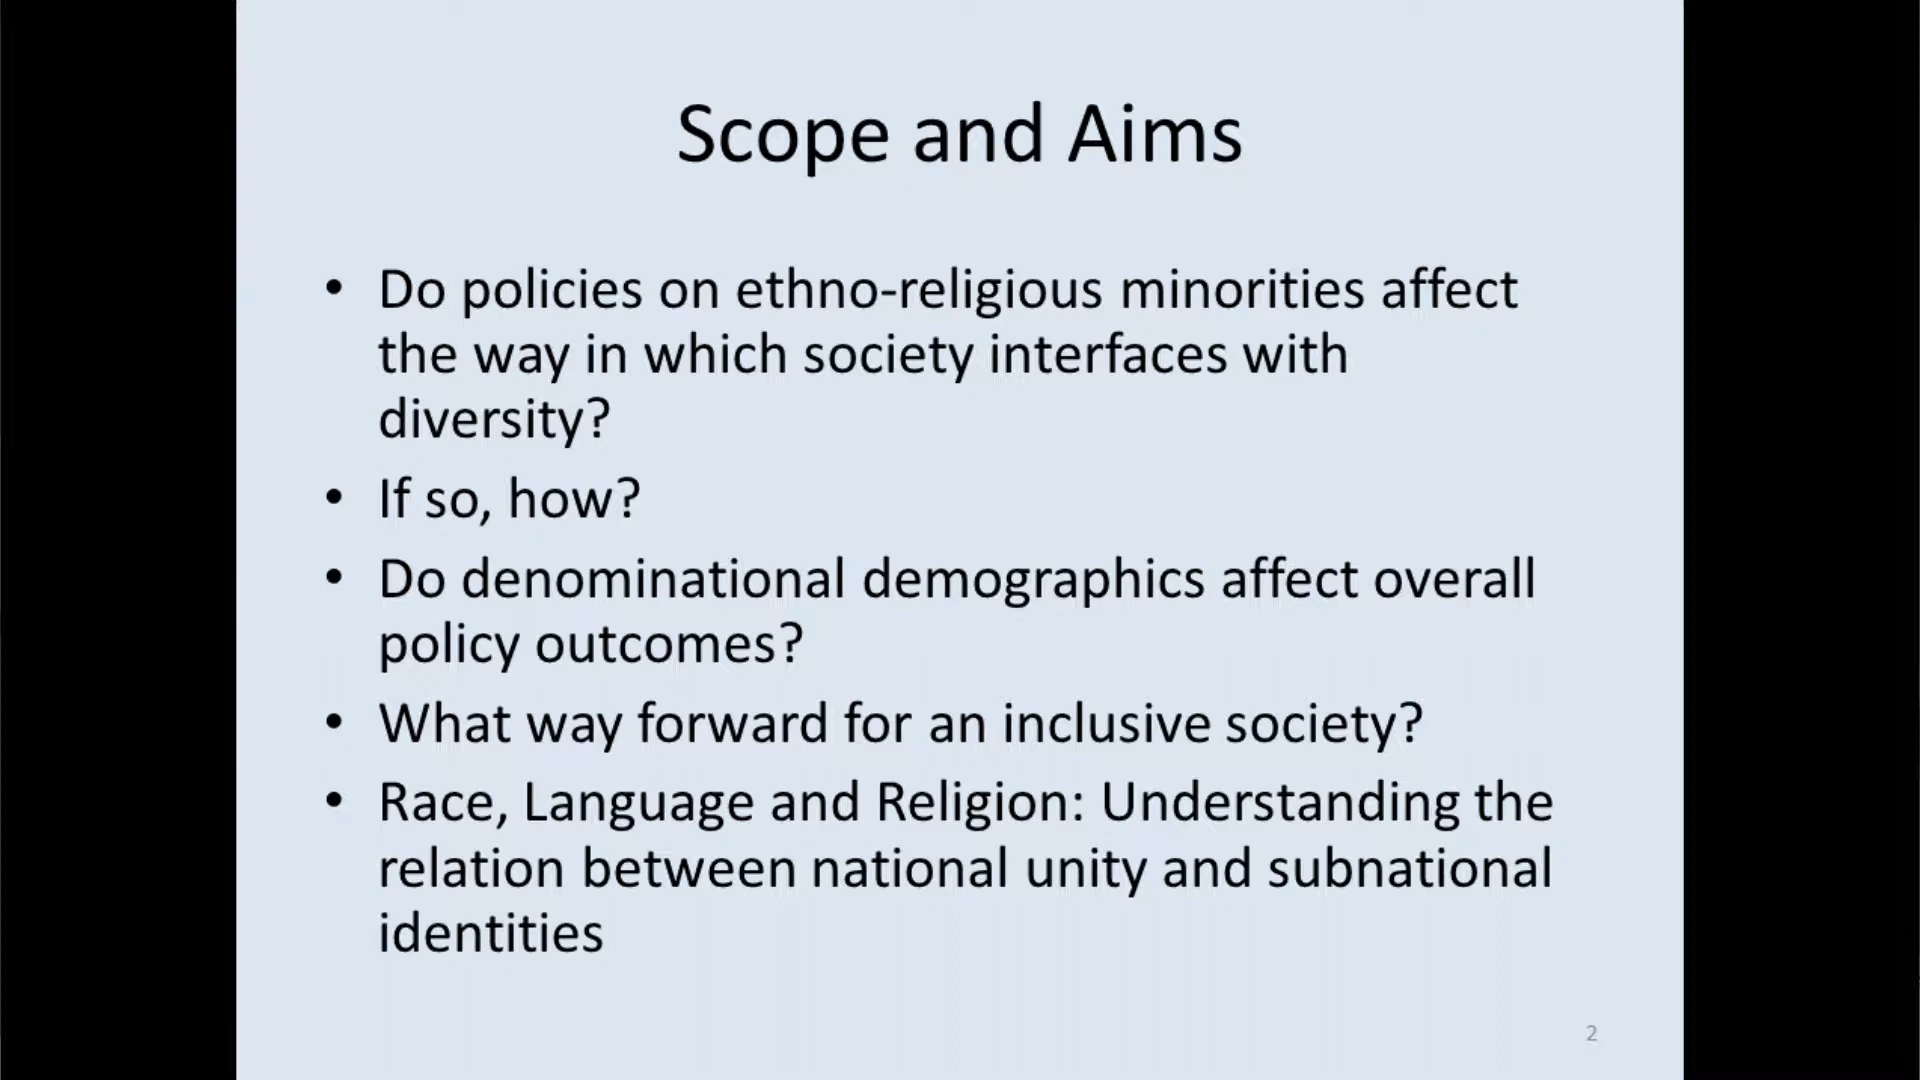 Scope and Aims
• Do policies on ethno-religious minorities affect
the way in which society interfaces with
diversity?
• If so, how?
• Do denominational demographics affect overall
policy outcomes?
• What way forward for an inclusive society?
• Race, Language and Religion: Understanding the
relation between national unity and subnational
identities
2